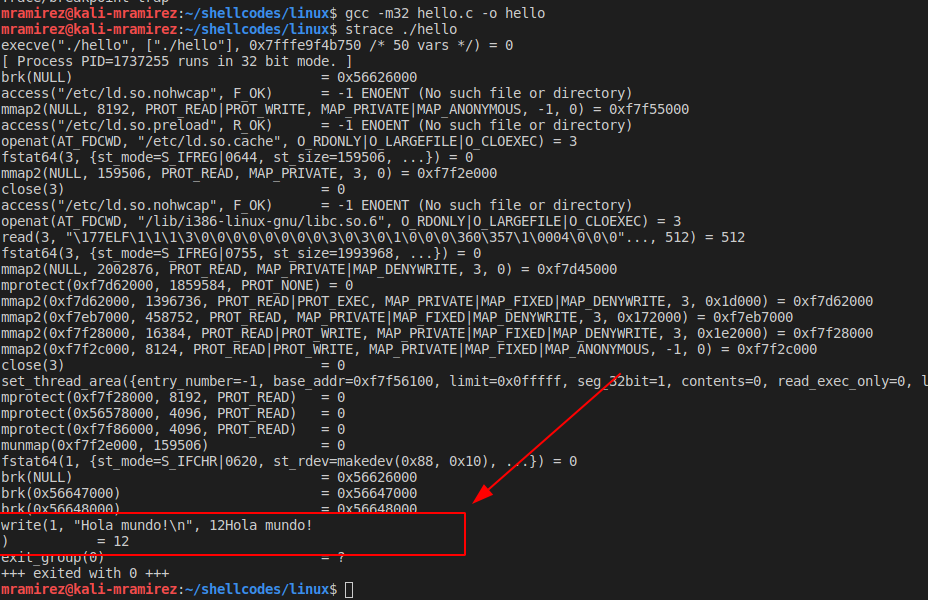 mramirez@kali-mramirez:~/shellcodes/linux$ gcc -m32 hello.c -o hello
mramirez@kali-mramirez:~/shellcodes/linux$ strace ./hello
execve("./hello", ["./hello"], 0x7fffe9f4b750 /* 50 vars */) = 0
[ Process PID=1737255 runs in 32 bit mode. ]
brk(NULL)                               = 0x56626000
access("/etc/ld.so.nohwcap", F_OK)      = -1 ENOENT (No such file or directory)
mmap2(NULL, 8192, PROT_READ|PROT_WRITE, MAP_PRIVATE|MAP_ANONYMOUS, -1, 0) = 0xf7f55000
access("/etc/ld.so.preload", R_OK)      = -1 ENOENT (No such file or directory)
openat(AT_FDCWD, "/etc/ld.so.cache", O_RDONLY|O_LARGEFILE|O_CLOEXEC) = 3
fstat64(3, {st_mode=S_IFREG|0644, st_size=159506, ...}) = 0
mmap2(NULL, 159506, PROT_READ, MAP_PRIVATE, 3, 0) = 0xf7f2e000
close(3)                                = 0
access("/etc/ld.so.nohwcap", F_OK)      = -1 ENOENT (No such file or directory)
openat(AT_FDCWD, "/lib/i386-linux-gnu/libc.so.6", O_RDONLY|O_LARGEFILE|O_CLOEXEC) = 3
read(3, "\177ELF\1\1\1\3\0\0\0\0\0\0\0\0\3\0\3\0\1\0\0\0\360\357\1\0004\0\0\0"..., 512) = 512
fstat64(3, {st_mode=S_IFREG|0755, st_size=1993968, ...}) = 0
mmap2(NULL, 2002876, PROT_READ, MAP_PRIVATE|MAP_DENYWRITE, 3, 0) = 0xf7d45000
mprotect(0xf7d62000, 1859584, PROT_NONE) = 0
mmap2(0xf7d62000, 1396736, PROT_READ|PROT_EXEC, MAP_PRIVATE|MAP_FIXED|MAP_DENYWRITE, 3, 0x1d000) = 0xf7d62000
mmap2(0xf7eb7000, 458752, PROT_READ, MAP_PRIVATE|MAP_FIXED|MAP_DENYWRITE, 3, 0x172000) = 0xf7eb7000
mmap2(0xf7f28000, 16384, PROT_READ|PROT_WRITE, MAP_PRIVATE|MAP_FIXED|MAP_DENYWRITE, 3, 0x1e2000) = 0xf7f28000
mmap2(0xf7f2c000, 8124, PROT_READ|PROT_WRITE, MAP_PRIVATE|MAP_FIXED|MAP_ANONYMOUS, -1, 0) = 0xf7f2c000
close(3)                                = 0
set_thread_area({entry_number=-1, base_addr=0xf7f56100, limit=0x0fffff, seg_32bit=1, contents=0, read_exec_only=0,
mprotect(0xf7f28000, 8192, PROT_READ)   = 0
mprotect(0x56578000, 4096, PROT_READ)   = 0
mprotect(0xf7f86000, 4096, PROT_READ)   = 0
munmap(0xf7f2e000, 159506)              = 0
fstat64(1, {st_mode=S_IFCHR|0620, st_rdev=makedev(0x88, 0x10), ...}) = 0
brk(NULL)                               = 0x56626000
brk(0x56647000)                         = 0x56647000
brk(0x56648000)                         = 0x56648000
write(1, "Hola mundo!\n", 12Hola mundo!
)           = 12
exit_group(0)                           = ?
+++ exited with 0 +++
mramirez@kali-mramirez:~/shellcodes/linux$